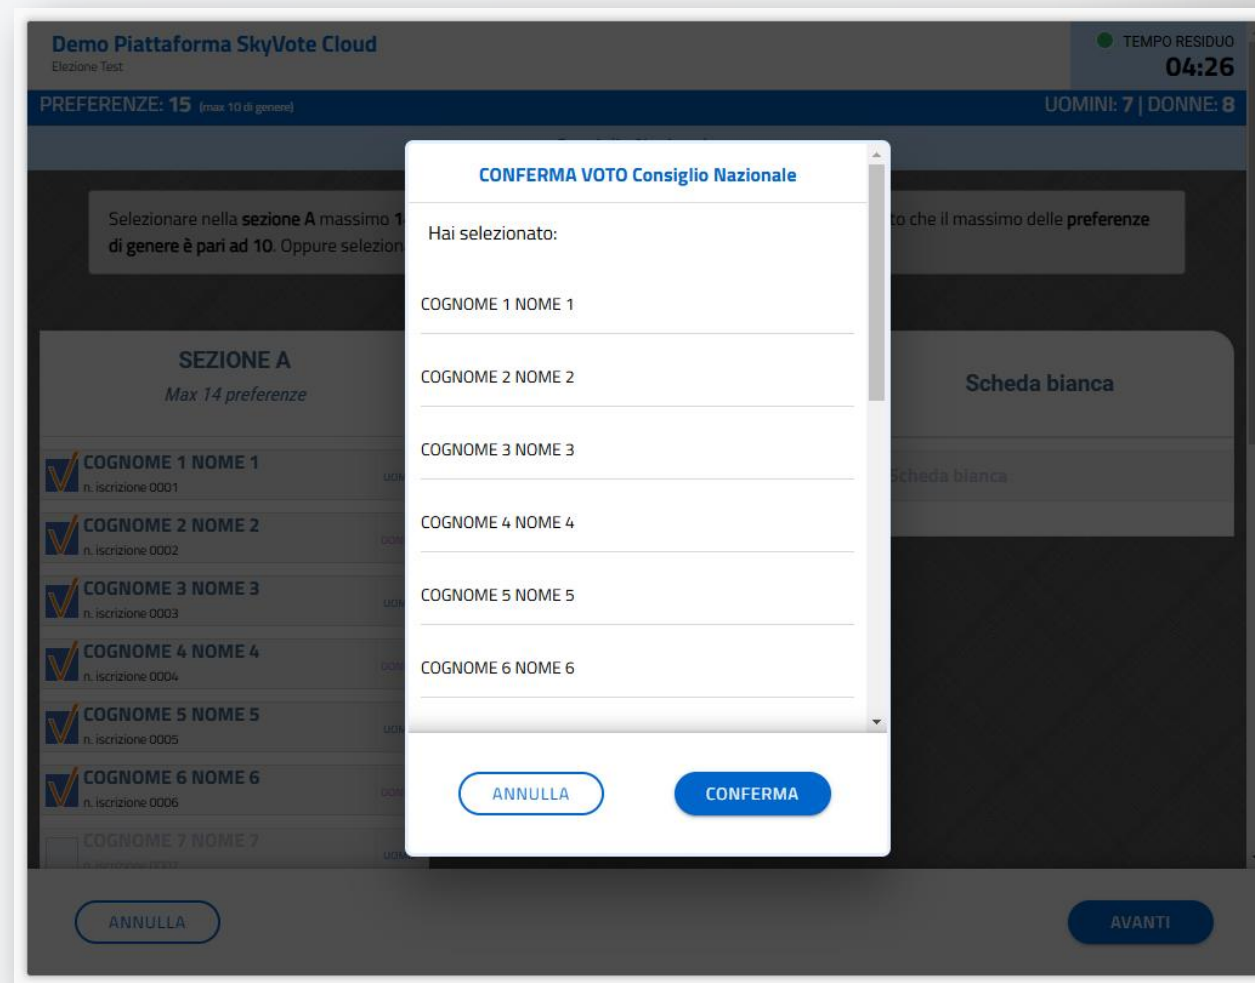 Demo Piattaforma SkyVote Cloud
Elezione Test
TEMPO RESIDUO
04:26
PREFERENZE: 15 (max 10 di genere)
UOMINI: 7 | DONNE: 8
Selezionare nella sezione A massimo
to che il massimo delle preferenze
di genere è pari ad 10. Oppure selezion
CONFERMA VOTO Consiglio Nazionale
Hai selezionato:
COGNOME 1 NOME 1
COGNOME 2 NOME 2
COGNOME 3 NOME 3
COGNOME 4 NOME 4
COGNOME 5 NOME 5
COGNOME 6 NOME 6
ANNULLA
CONFERMA
SEZIONE A
Max 14 preferenze
COGNOME 1 NOME 1
n. iscrizione 0001
COGNOME 2 NOME 2
n. iscrizione 0002
COGNOME 3 NOME 3
n. iscrizione 0003
COGNOME 4 NOME 4
n. iscrizione 0004
COGNOME 5 NOME 5
n. iscrizione 0005
COGNOME 6 NOME 6
n. iscrizione 0006
COGNOME 7 NOME 7
Scheda bianca
Scheda bianca
ANNULLA
AVANTI